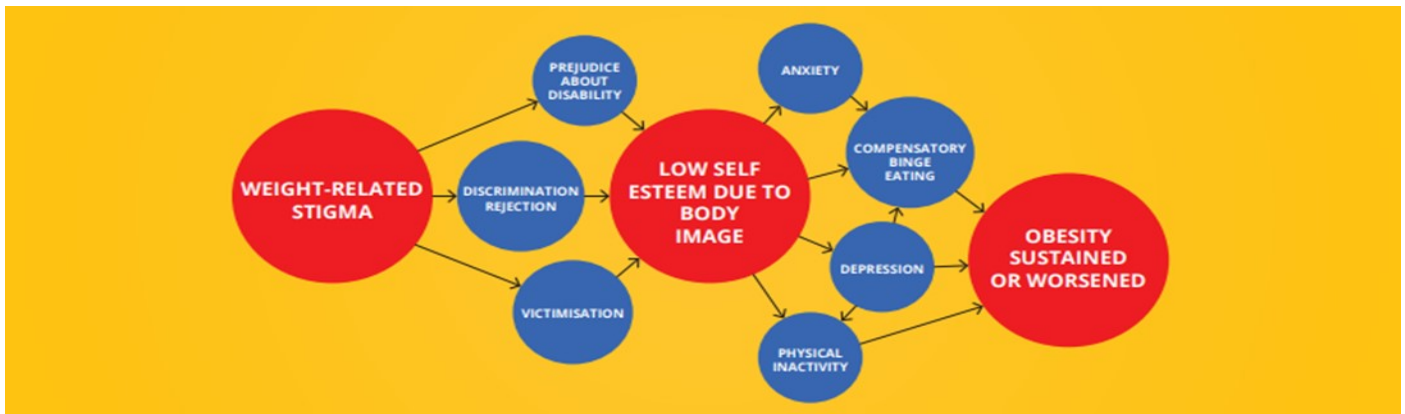 WEIGHT-RELATED
STIGMA
PREJUDICE
ABOUT
DISABILITY
DISCRIMINATION
REJECTION
VICTIMISATION
LOW SELF
ESTEEM DUE TO
BODY
IMAGE
ANXIETY
COMPENSATORY
BINGE
EATING
DEPRESSION
PHYSICAL
INACTIVITY
OBESITY
SUSTAINED
OR WORSENED